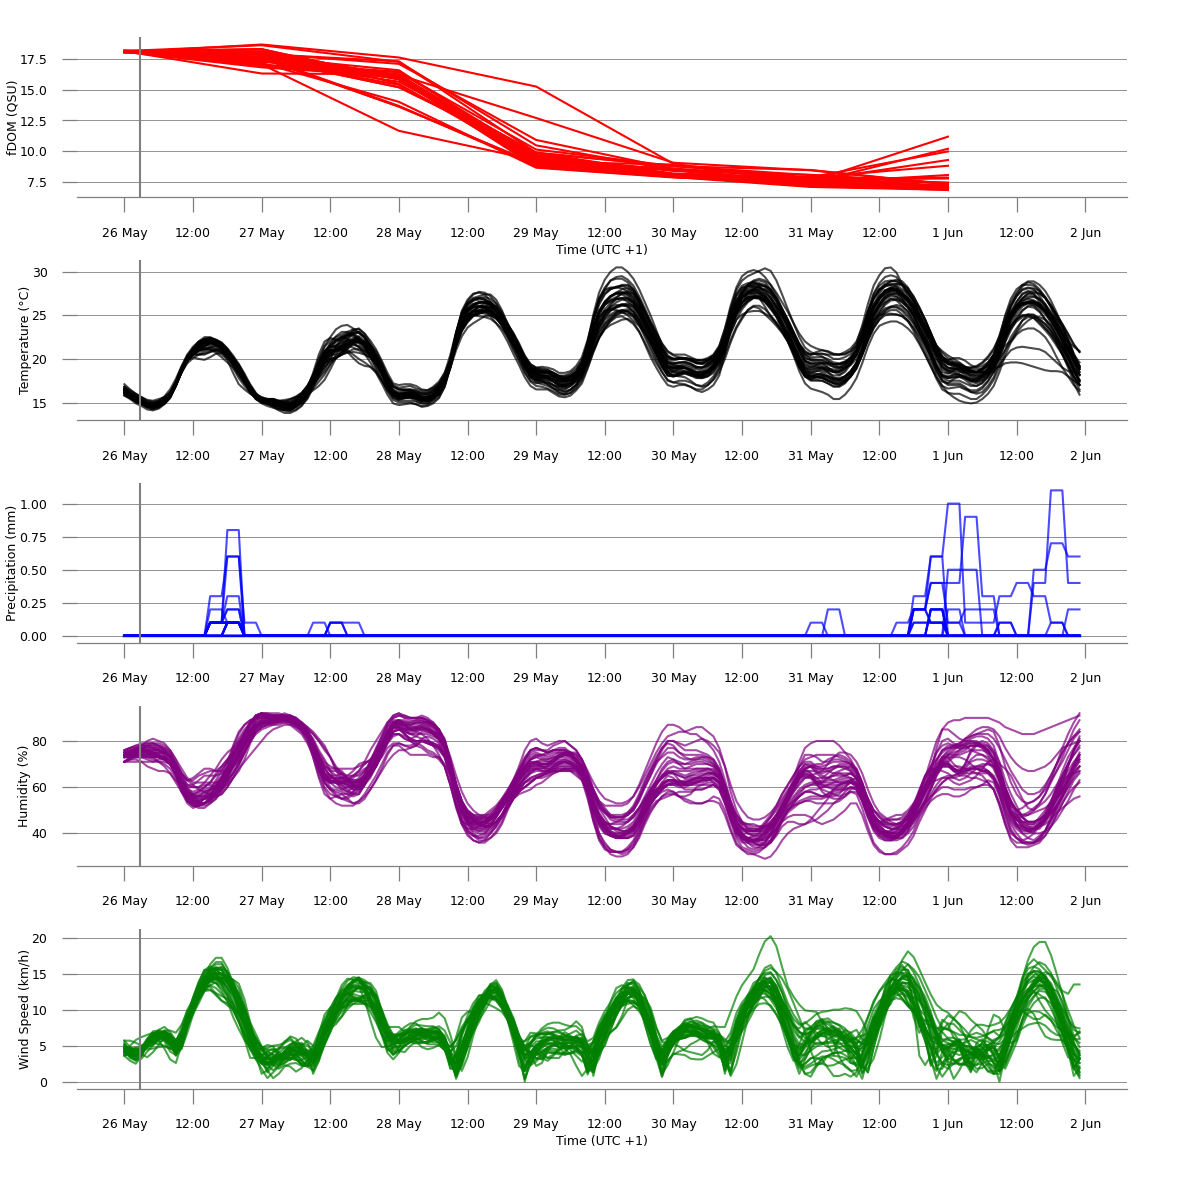 fDOM (QSU)
17.5
15.0
12.5
10.0
7.5
26 May 12:00 27 May 12:00 28 May 12:00 29 May 12:00 30 May 12:00 31 May 12:00 1 Jun 12:00 2 Jun
Time (UTC +1)
Temperature (°C)
30
25
20
15
26 May 12:00 27 May 12:00 28 May 12:00 29 May 12:00 30 May 12:00 31 May 12:00 1 Jun 12:00 2 Jun
Precipitation (mm)
1.00
0.75
0.50
0.25
0.00
26 May 12:00 27 May 12:00 28 May 12:00 29 May 12:00 30 May 12:00 31 May 12:00 1 Jun 12:00 2 Jun
Humidity (%)
80
60
40
26 May 12:00 27 May 12:00 28 May 12:00 29 May 12:00 30 May 12:00 31 May 12:00 1 Jun 12:00 2 Jun
Wind Speed (km/h)
20
15
10
5
0
26 May 12:00 27 May 12:00 28 May 12:00 29 May 12:00 30 May 12:00 31 May 12:00 1 Jun 12:00 2 Jun
Time (UTC +1)